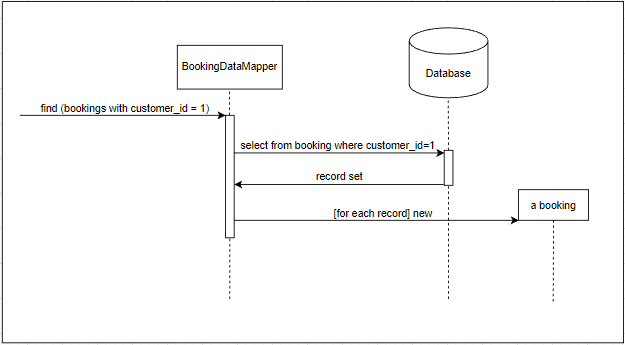 BookingDataMapper
Database
find (bookings with customer_id = 1)
select from booking where customer_id=1
record set
[for each record] new
a booking